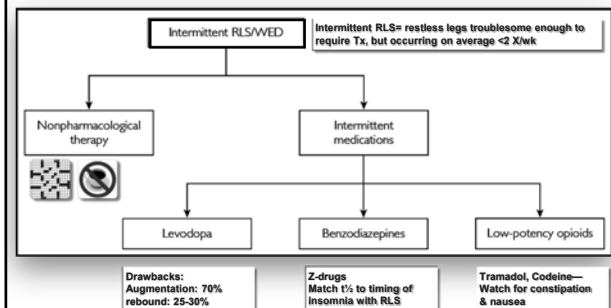 Intermittent RLS/WED
Intermittent RLS= restless legs troublesome enough to
require Tx, but occurring on average <2 X/wk
Nonpharmacological
therapy
Intermittent
medications
Levodopa
Benzodiazepines
Low-potency opioids
Drawbacks:
Augmentation: 70%
rebound: 25-30%
Z-drugs
Match t½ to timing of
insomnia with RLS
Tramadol, Codeine—
Watch for constipation
& nausea